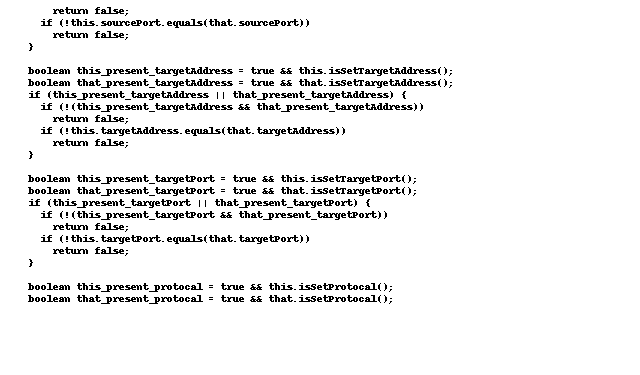 return false;
if (!this.sourcePort.equals(that.sourcePort))
return false;
}
boolean this_present_targetAddress = true && this.isSetTargetAddress();
boolean that_present_targetAddress = true && that.isSetTargetAddress();
if (this_present_targetAddress || that_present_targetAddress) {
if (!(this_present_targetAddress && that_present_targetAddress))
return false;
if (!this.targetAddress.equals(that.targetAddress))
return false;
}
boolean this_present_targetPort = true && this.isSetTargetPort();
boolean that_present_targetPort = true && that.isSetTargetPort();
if (this_present_targetPort || that_present_targetPort) {
if (!(this_present_targetPort && that_present_targetPort))
return false;
if (!this.targetPort.equals(that.targetPort))
return false;
}
boolean this_present_protocal = true && this.isSetProtocal();
boolean that_present_protocal = true && that.isSetProtocal();